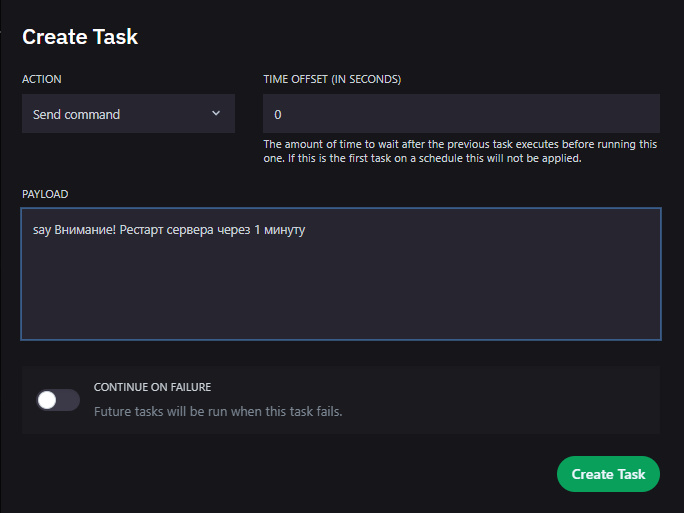 Create Task
ACTION
TIME OFFSET (IN SECONDS)
Send command
0
The amount of time to wait after the previous task executes before running this
one. If this is the first task on a schedule this will not be applied.
PAYLOAD
say Внимание! Рестарт сервера через 1 минуту
CONTINUE ON FAILURE
Future tasks will be run when this task fails.
Create Task